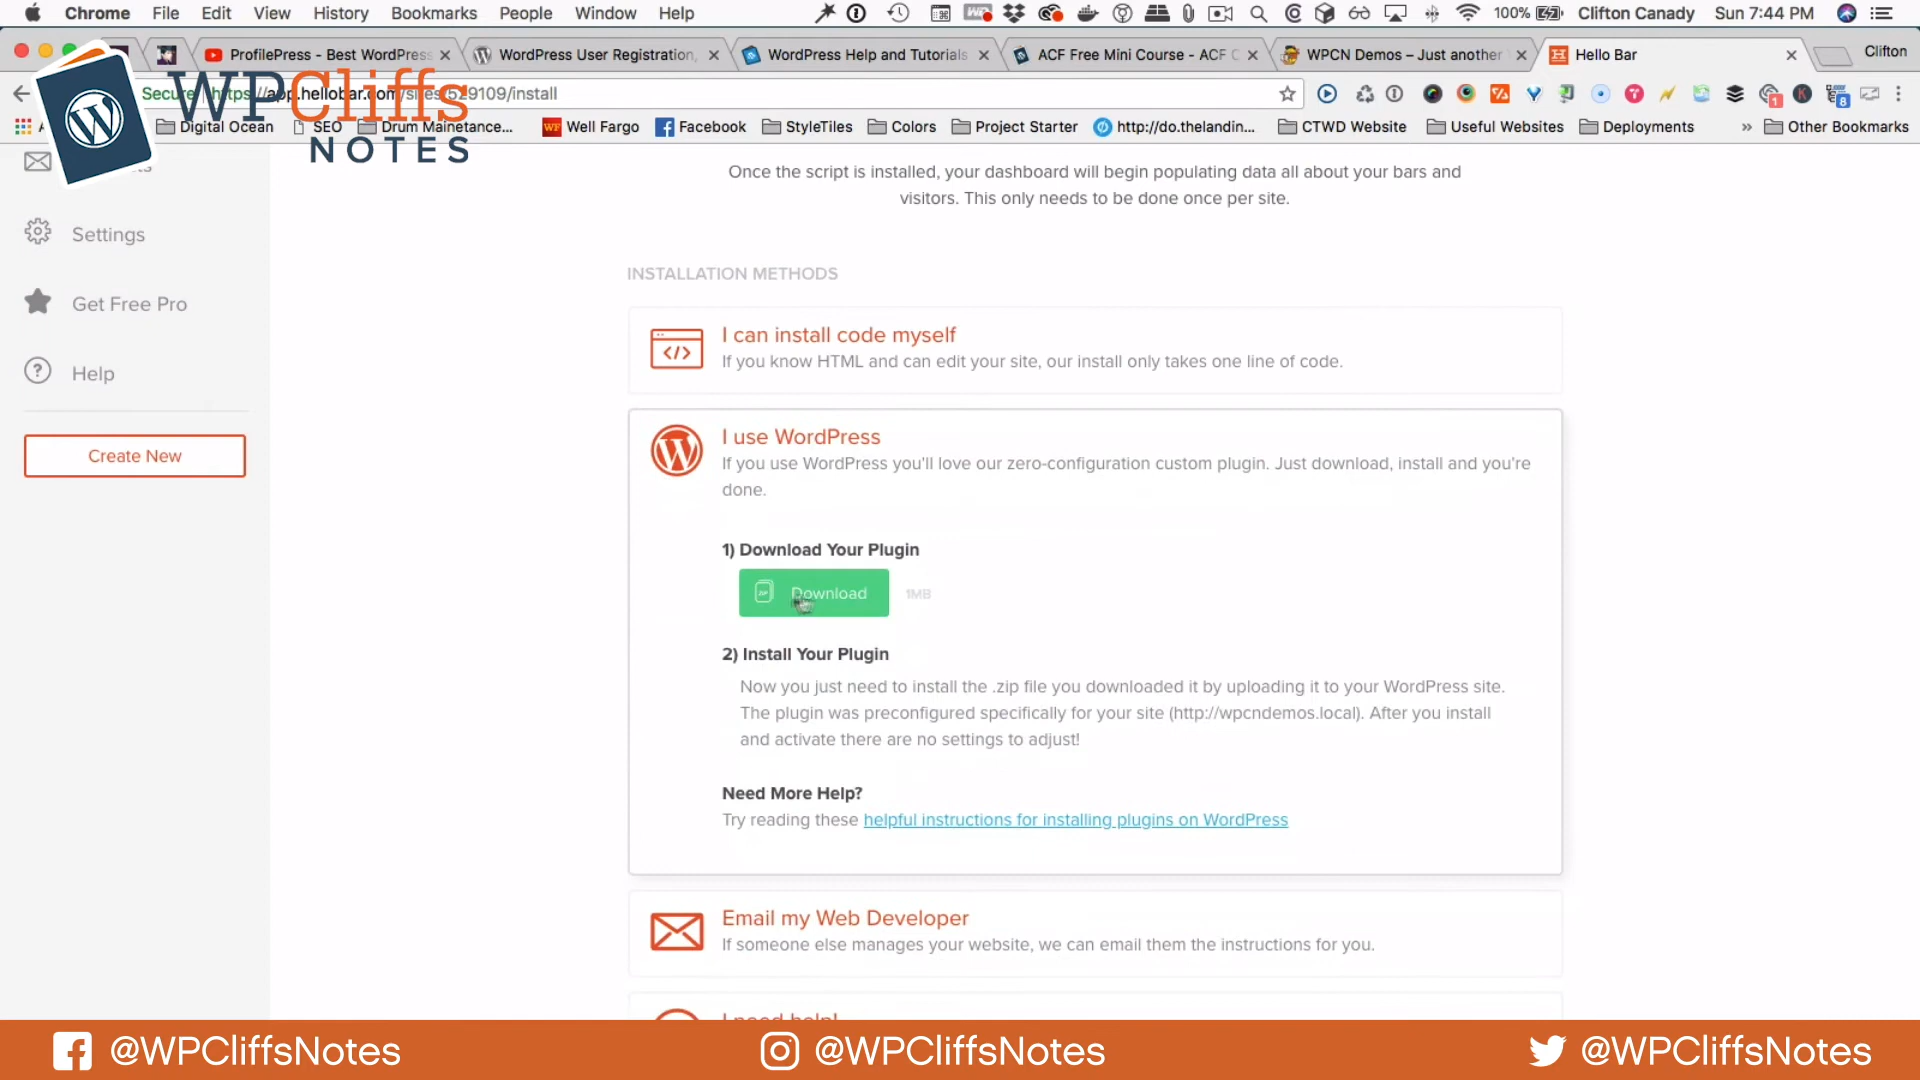 Chrome File Edit View History Bookmarks People Window Help 100% Clifton Canady Sun 7:44 PM
ProfilePress - Best WordPress WordPress User Registration, WordPress Help and Tutorials ACF Free Mini Course - ACF WPCN Demos – Just another Hello Bar Clifton
Secure https://app.hellobar.com/sites/529109/install
WPCliffs
NOTES
Digital Ocean SEO Drum Mainetance... Well Fargo Facebook StyleTiles Colors Project Starter http://do.thelandin... CTWD Website Useful Websites Deployments » Other Bookmarks
Settings
Get Free Pro
Help
Create New
Once the script is installed, your dashboard will begin populating data all about your bars and
visitors. This only needs to be done once per site.
INSTALLATION METHODS
I can install code myself
If you know HTML and can edit your site, our install only takes one line of code.
I use WordPress
If you use WordPress you'll love our zero-configuration custom plugin. Just download, install and you're
done.
1) Download Your Plugin
ZIP Download 1MB
2) Install Your Plugin
Now you just need to install the .zip file you downloaded it by uploading it to your WordPress site.
The plugin was preconfigured specifically for your site (http://wpcndemos.local). After you install
and activate there are no settings to adjust!
Need More Help?
Try reading these helpful instructions for installing plugins on WordPress
Email my Web Developer
If someone else manages your website, we can email them the instructions for you.
I need help!
@WPCliffsNotes @WPCliffsNotes @WPCliffsNotes